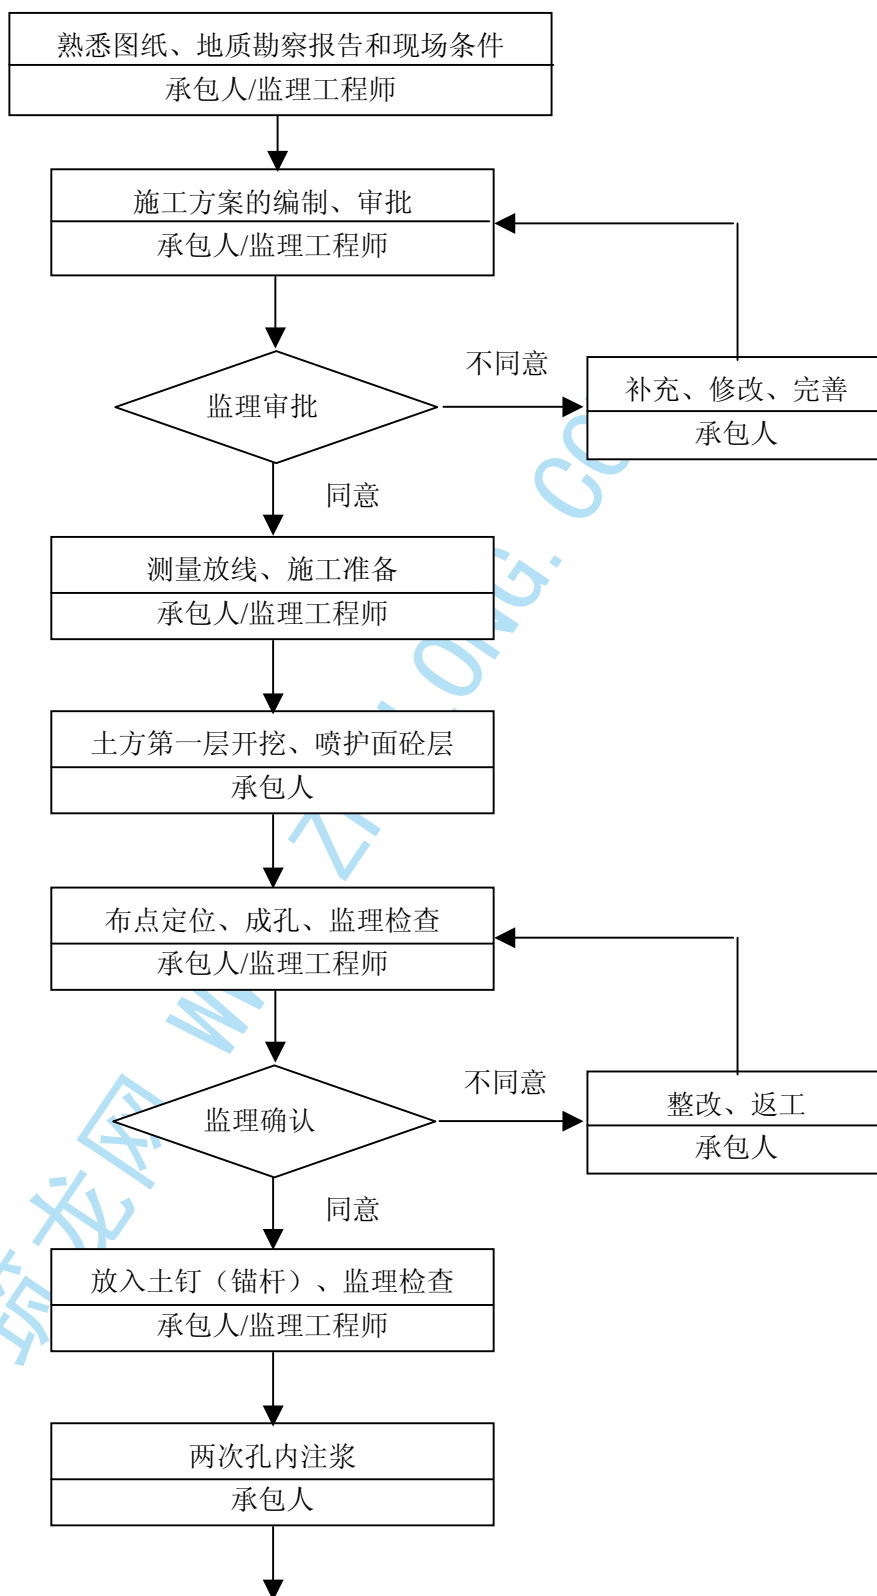 熟悉图纸、地质勘察报告和现场条件
承包人/监理工程师
施工方案的编制、审批
承包人/监理工程师
不同意
补充、修改、完善
承包人
监理审批
同意
测量放线、施工准备
承包人/监理工程师
土方第一层开挖、喷护面砼层
承包人
布点定位、成孔、监理检查
承包人/监理工程师
不同意
整改、返工
承包人
监理确认
同意
放入土钉（锚杆）、监理检查
承包人/监理工程师
两次孔内注浆
承包人
筑龙网